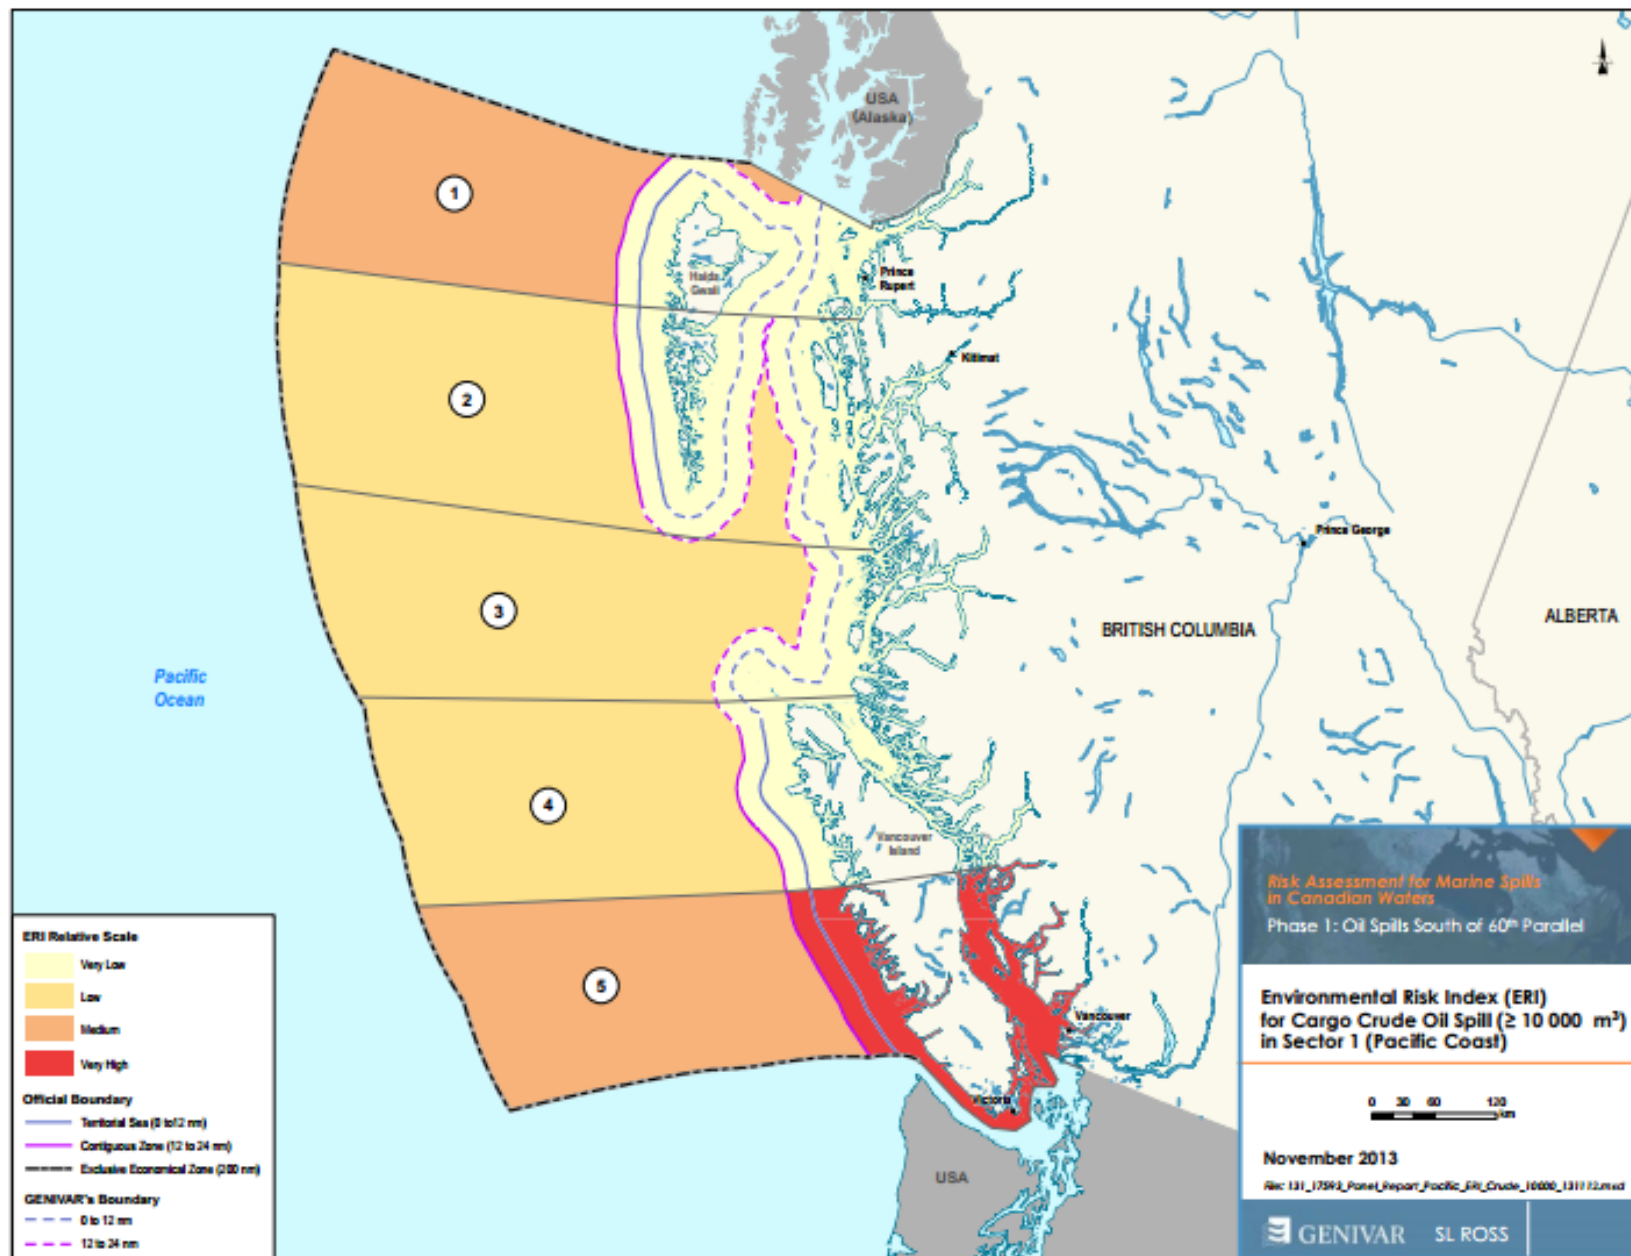 USA
(Alaska)
1
Haida
Gwaii
Prince
Rupert
Kitimat
2
Prince George
3
BRITISH COLUMBIA
ALBERTA
Pacific
Ocean
4
Vancouver
Island
5
Vancouver
Victoria
USA
ERI Relative Scale
Very Low
Low
Medium
Very High
Official Boundary
Territorial Sea (0 to12 nm)
Contiguous Zone (12 to 24 nm)
Exclusive Economical Zone (200 nm)
GENIVAR's Boundary
0 to 12 nm
12 to 24 nm
Risk Assessment for Marine Spills
in Canadian Waters
Phase 1: Oil Spills South of 60th Parallel
Environmental Risk Index (ERI)
for Cargo Crude Oil Spill (≥ 10 000 m³)
in Sector 1 (Pacific Coast)
0 30 60 120
km
November 2013
File: 131_17593_Panel_Report_Pacific_ERI_Crude_10000_131112.mxd
GENIVAR SL ROSS